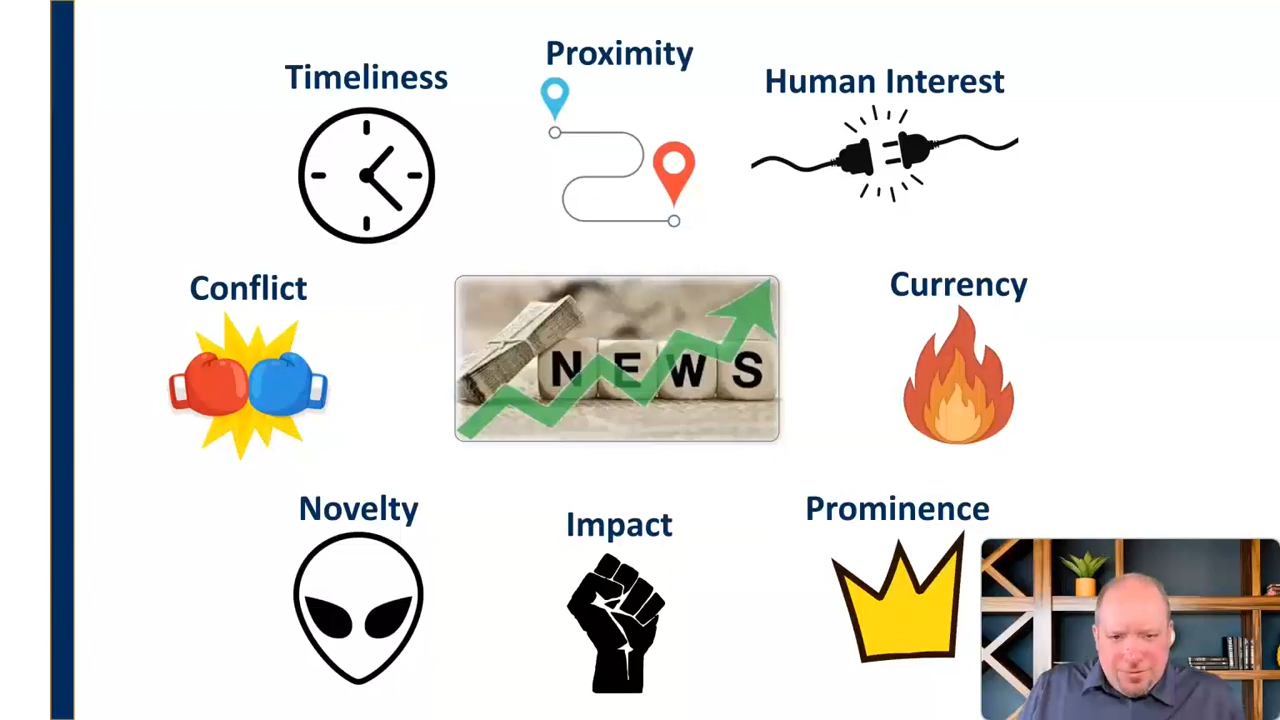 Proximity
Timeliness
Human Interest
Conflict
Currency
NEWS
Novelty
Prominence
Impact